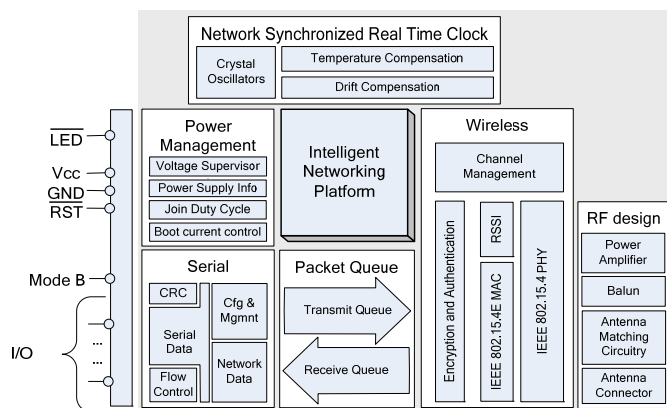 Network Synchronized Real Time Clock
Crystal
Oscillators
Temperature Compensation
Drift Compensation
LED
Vcc
GND
RST
Mode B
I/O
...
...
Power
Management
Voltage Supervisor
Power Supply Info
Join Duty Cycle
Boot current control
Intelligent
Networking
Platform
Wireless
Channel
Management
Encryption and Authentication
RSSI
IEEE 802.15.4E MAC
IEEE 802.15.4 PHY
RF design
Power
Amplifier
Balun
Antenna
Matching
Circuitry
Antenna
Connector
Serial
CRC
Serial
Data
Flow
Control
Cfg &
Mgmnt
Network
Data
Packet Queue
Transmit Queue
Receive Queue